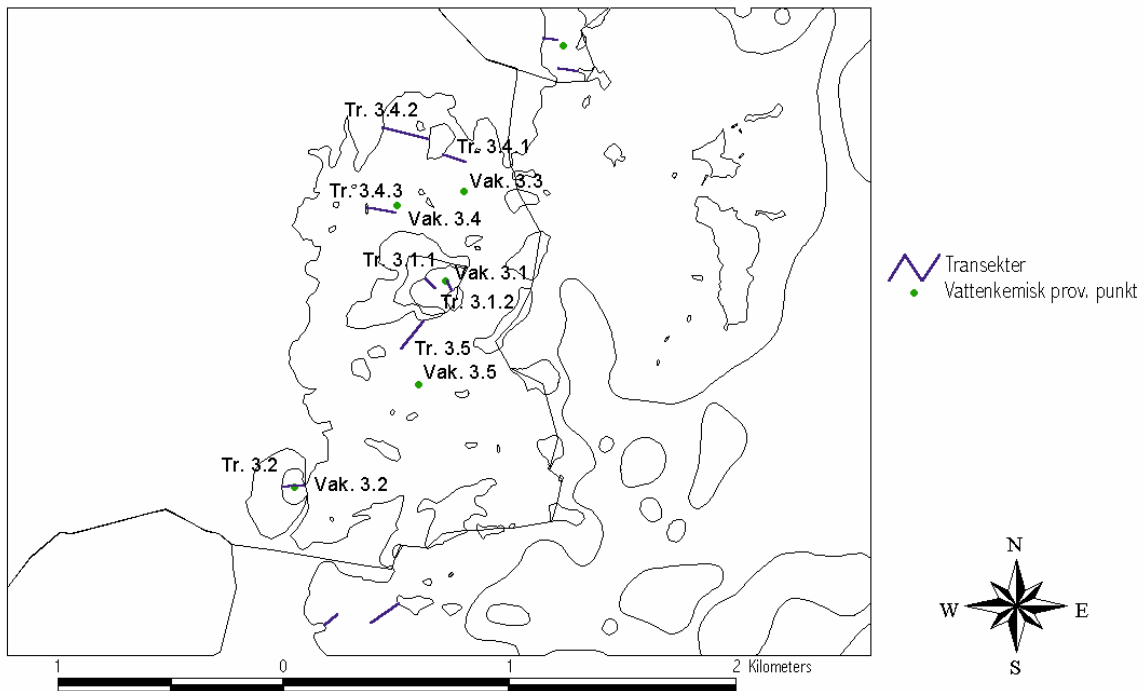 Tr. 3.4.2
Tr. 3.4.1
Vak. 3.3
Tr. 3.4.3
Vak. 3.4
Tr. 3.1.1
Vak. 3.1
Tr. 3.1.2
Tr. 3.5
Vak. 3.5
Tr. 3.2
Vak. 3.2
Transekter
Vattenkemisk prov. punkt
N
W
E
S
1 0 1 2 Kilometers